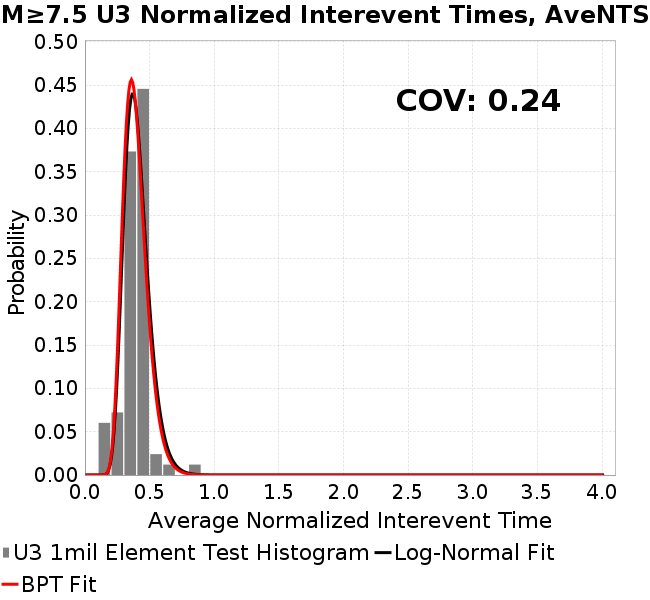 M≥7.5 U3 Normalized Interevent Times, AveNTS
COV: 0.24
Probability
0.50
0.45
0.40
0.35
0.30
0.25
0.20
0.15
0.10
0.05
0.00
0.0 0.5 1.0 1.5 2.0 2.5 3.0 3.5 4.0
Average Normalized Interevent Time
U3 1mil Element Test Histogram Log-Normal Fit
BPT Fit